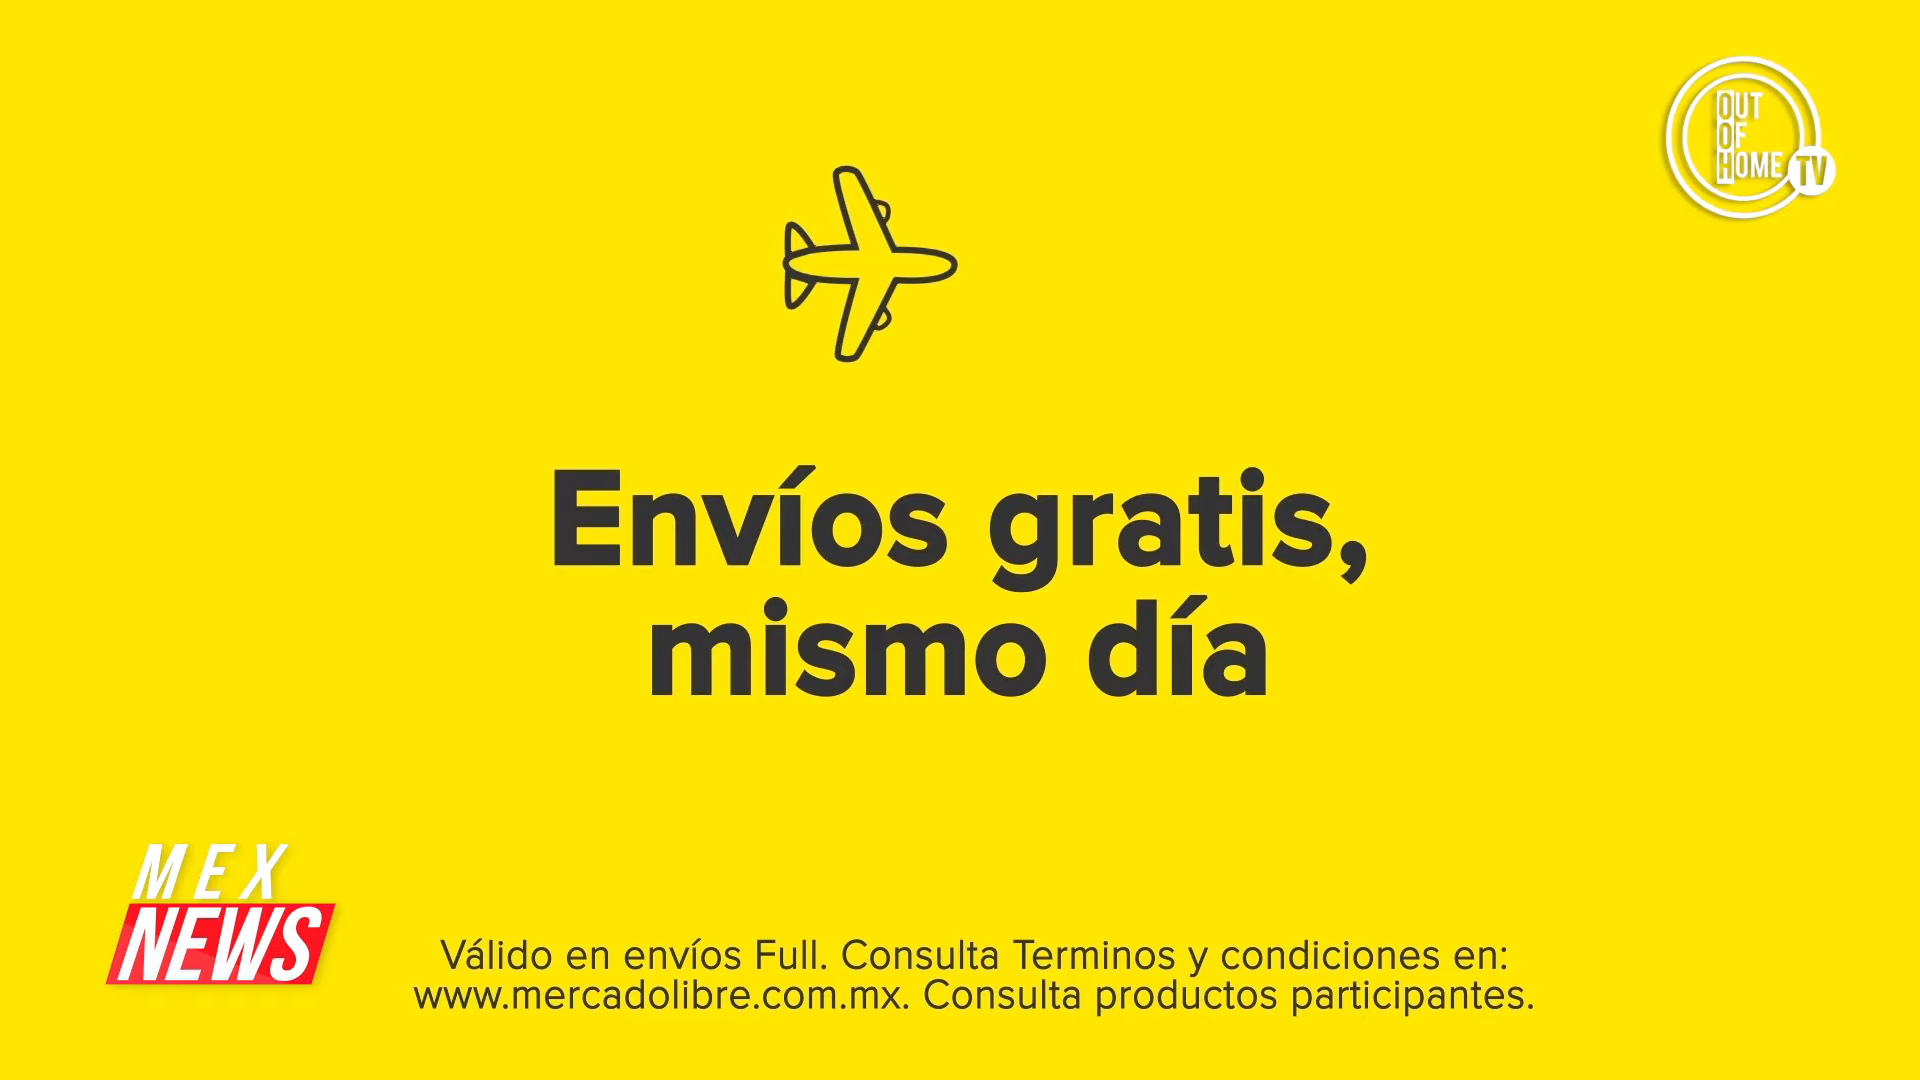 OUT
OF
HOME
TV
Envíos gratis,
mismo día
MEX
NEWS
Válido en envíos Full. Consulta Terminos y condiciones en:
www.mercadolibre.com.mx. Consulta productos participantes.